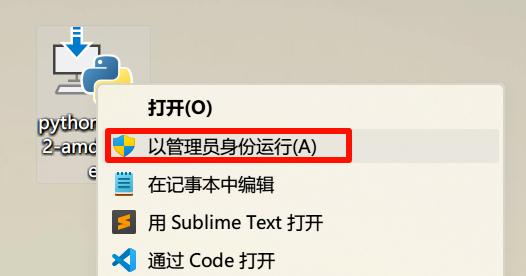 打开(O)
python
2-amd
e
以管理员身份运行(A)
在记事本中编辑
用 Sublime Text 打开
通过 Code 打开